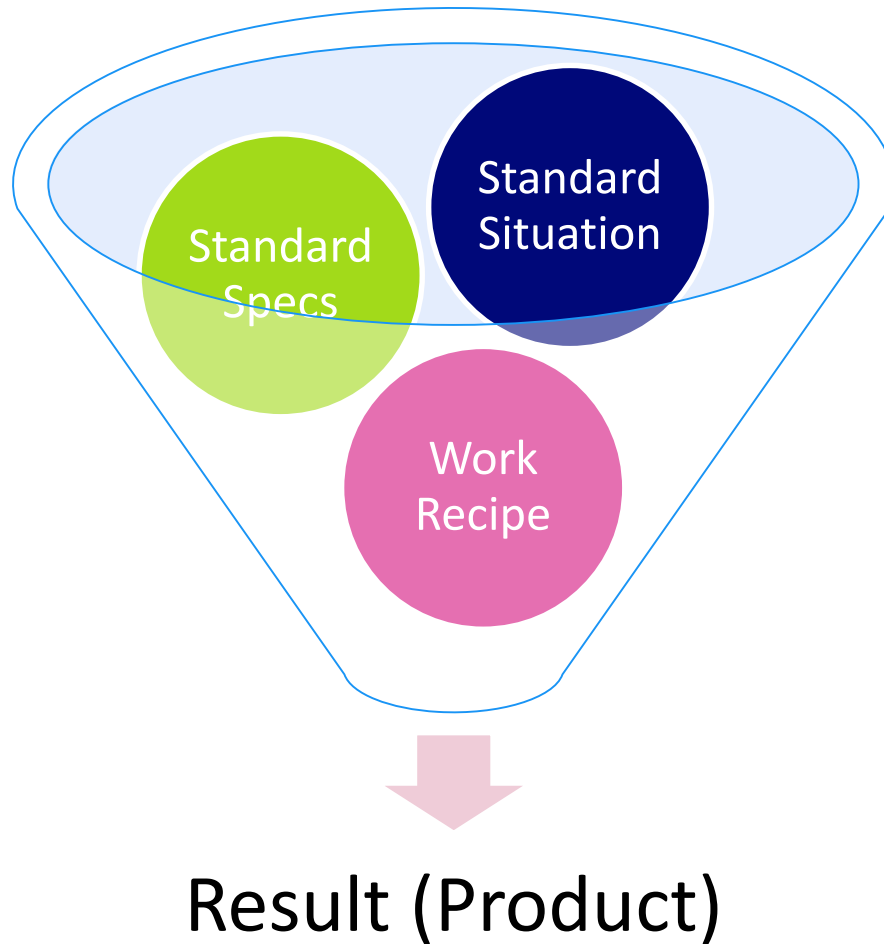 Standard
Situation
Standard
Specs
Work
Recipe
Result (Product)